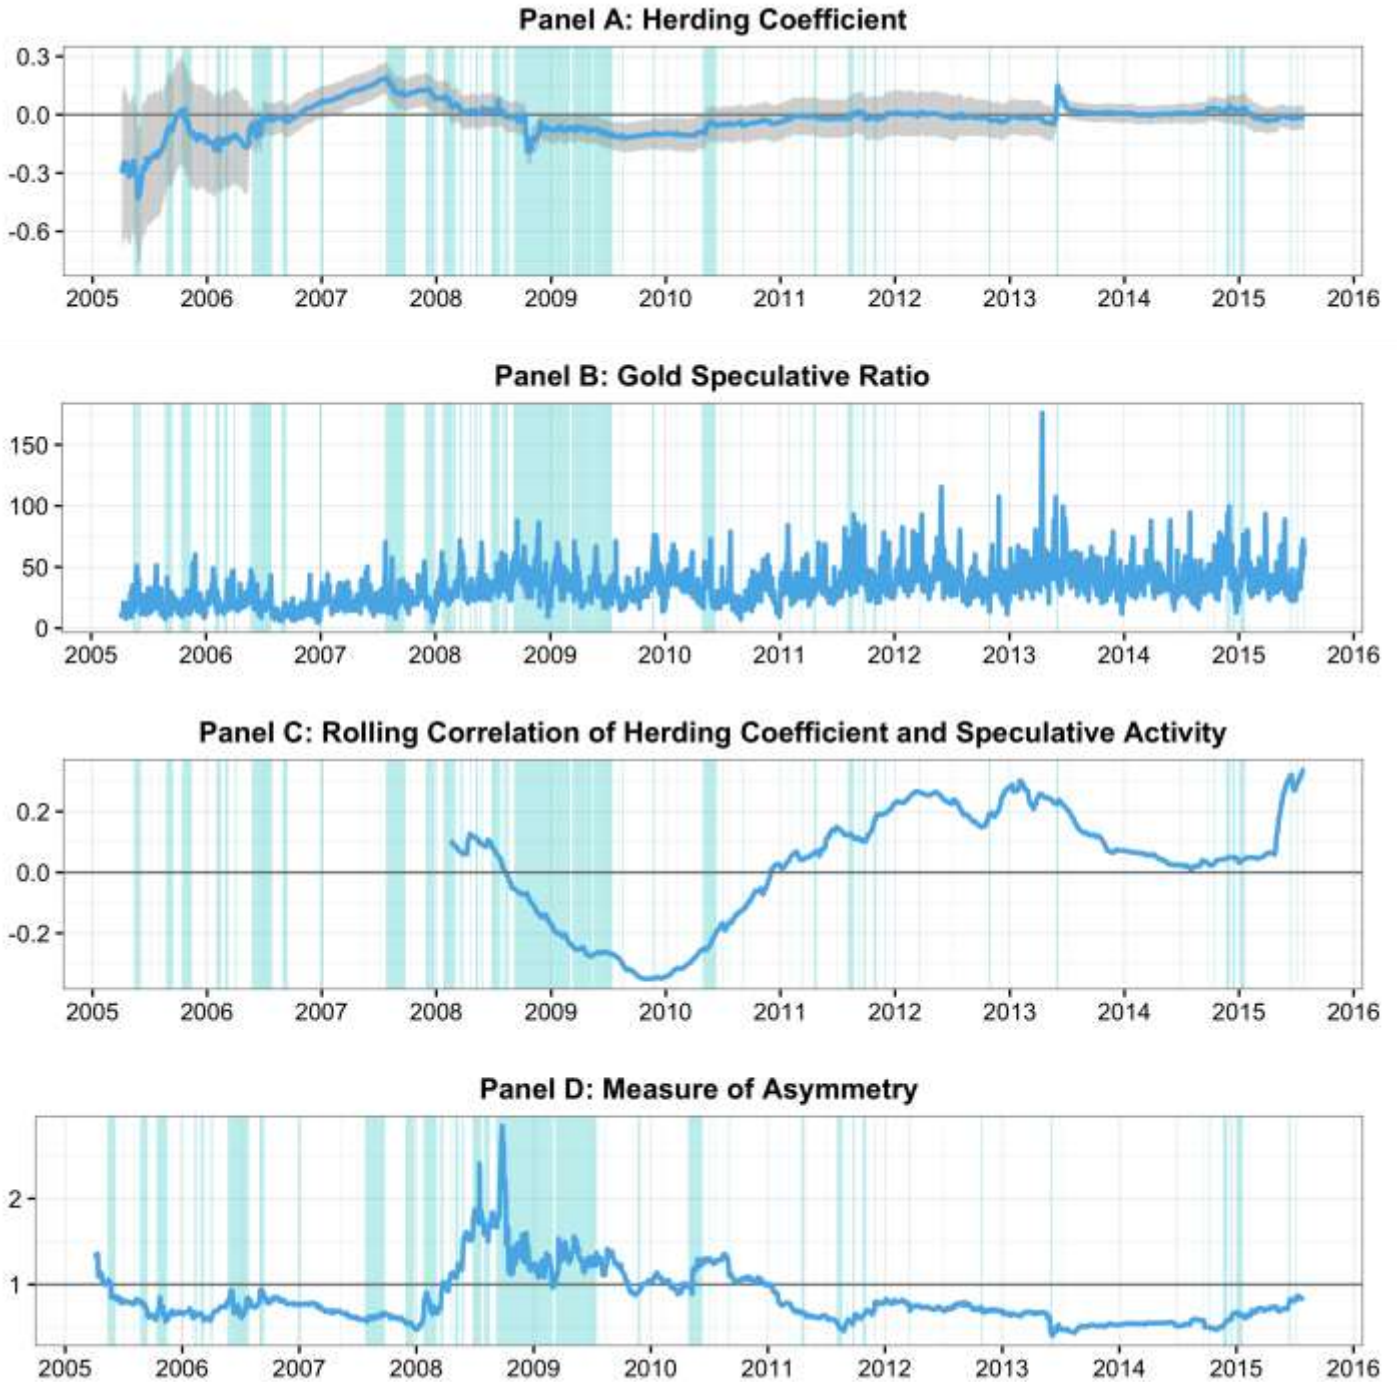 Panel A: Herding Coefficient
0.3
0.0
-0.3
-0.6
2005 2006 2007 2008 2009 2010 2011 2012 2013 2014 2015 2016
Panel B: Gold Speculative Ratio
150
100
50
0
2005 2006 2007 2008 2009 2010 2011 2012 2013 2014 2015 2016
Panel C: Rolling Correlation of Herding Coefficient and Speculative Activity
0.2
0.0
-0.2
2005 2006 2007 2008 2009 2010 2011 2012 2013 2014 2015 2016
Panel D: Measure of Asymmetry
2
1
2005 2006 2007 2008 2009 2010 2011 2012 2013 2014 2015 2016